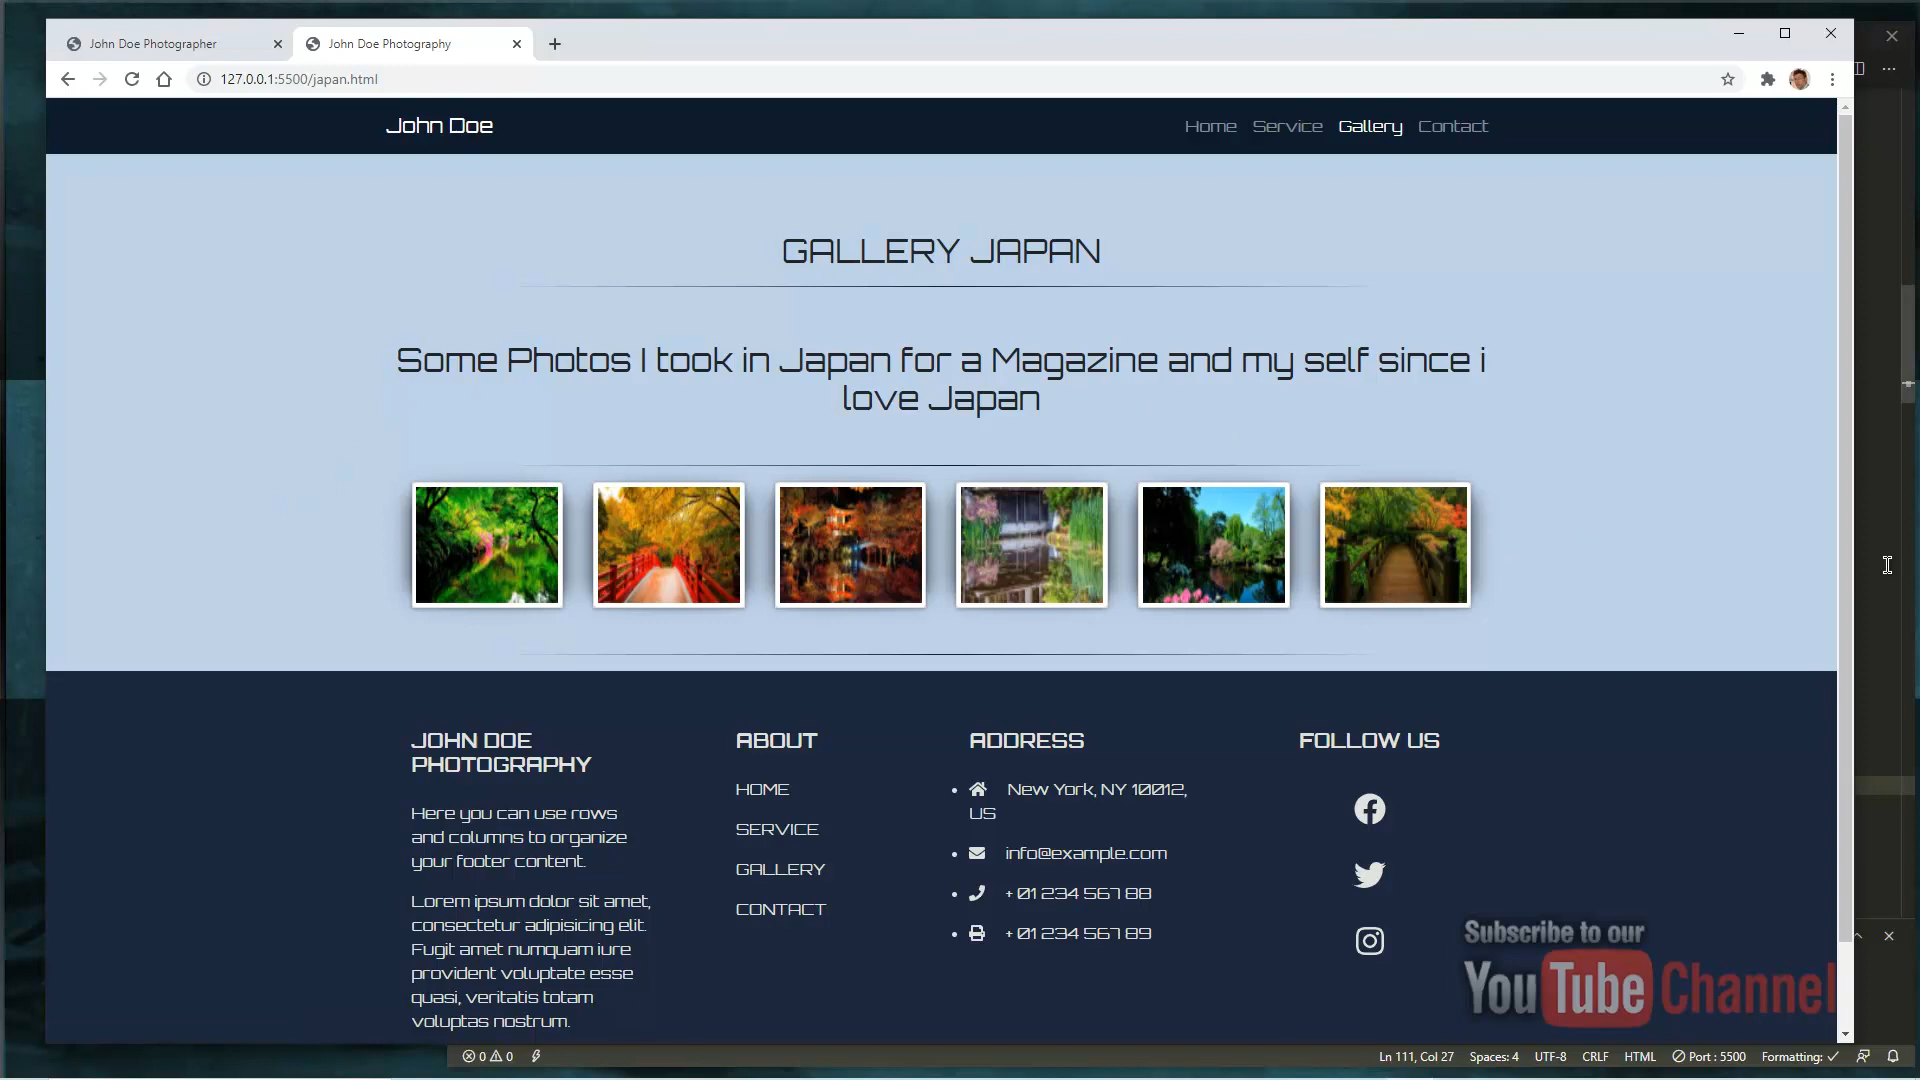 John Doe Photographer
John Doe Photography
127.0.0.1:5500/japan.html
John Doe
Home Service Gallery Contact
GALLERY JAPAN
Some Photos I took in Japan for a Magazine and my self since i
love Japan
JOHN DOE
PHOTOGRAPHY
Here you can use rows
and columns to organize
your footer content.
Lorem ipsum dolor sit amet,
consectetur adipisicing elit.
Fugit amet numquam iure
provident voluptate esse
quasi, veritatis totam
voluptas nostrum.
ABOUT
HOME
SERVICE
GALLERY
CONTACT
ADDRESS
New York, NY 10012,
US
info@example.com
+ 01 234 567 88
+ 01 234 567 89
FOLLOW US
Subscribe to our
YouTube Channel
0 0
Ln 111, Col 27 Spaces: 4 UTF-8 CRLF HTML Port : 5500 Formatting: ✓